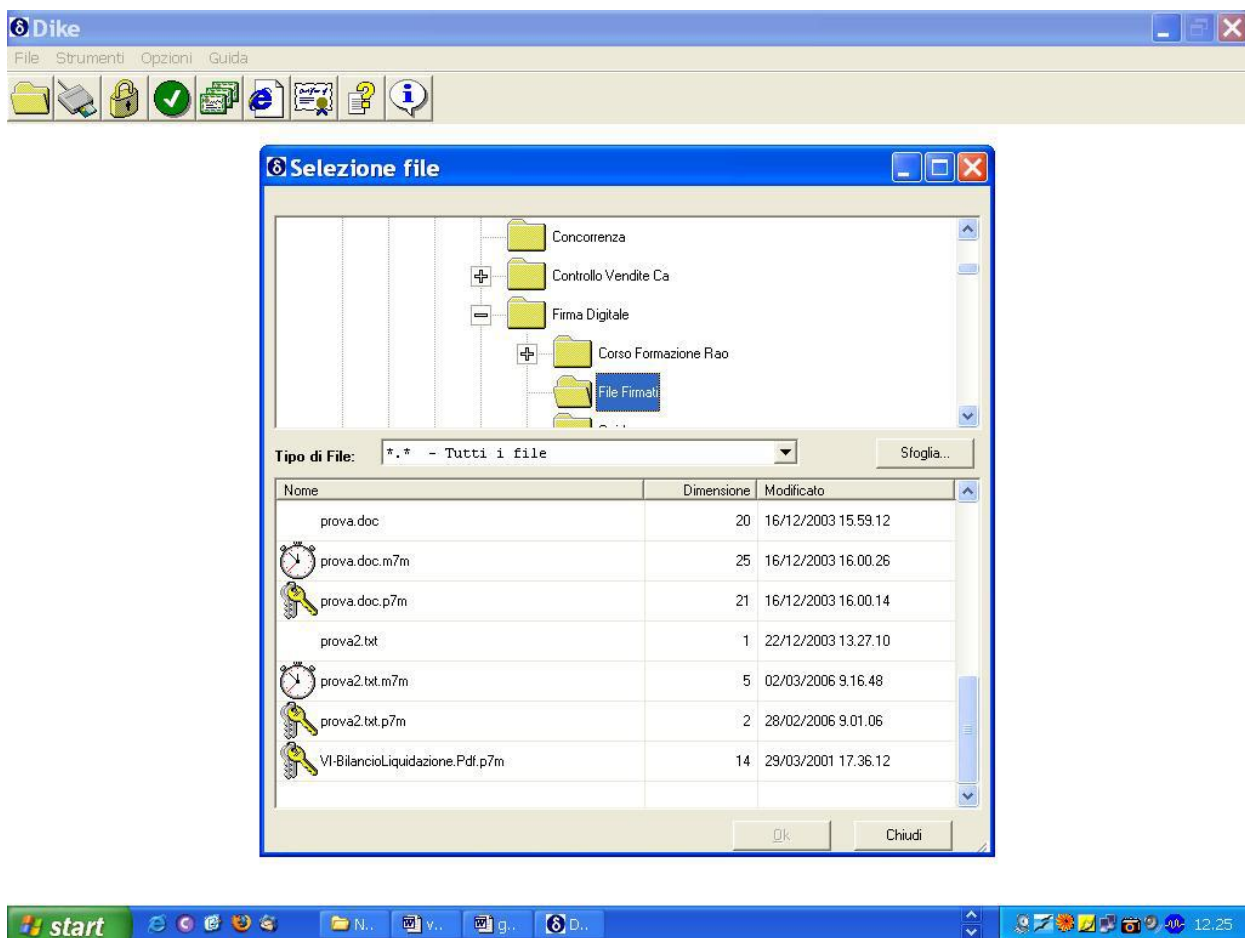 Dike
File Strumenti Opzioni Guida
Selezione file
Concorrenza
Controllo Vendite Ca
Firma Digitale
Corso Formazione Rao
File Firmati
Tipo di File: *.* - Tutti i file Sfoglia...
Nome Dimensione Modificato
prova.doc 20 16/12/2003 15.59.12
prova.doc.m7m 25 16/12/2003 16.00.26
prova.doc.p7m 21 16/12/2003 16.00.14
prova2.txt 1 22/12/2003 13.27.10
prova2.txt.m7m 5 02/03/2006 9.16.48
prova2.txt.p7m 2 28/02/2006 9.01.06
VI-BilancioLiquidazione.Pdf.p7m 14 29/03/2001 17.36.12
Ok Chiudi
start N.. v.. g.. D.. 12.25